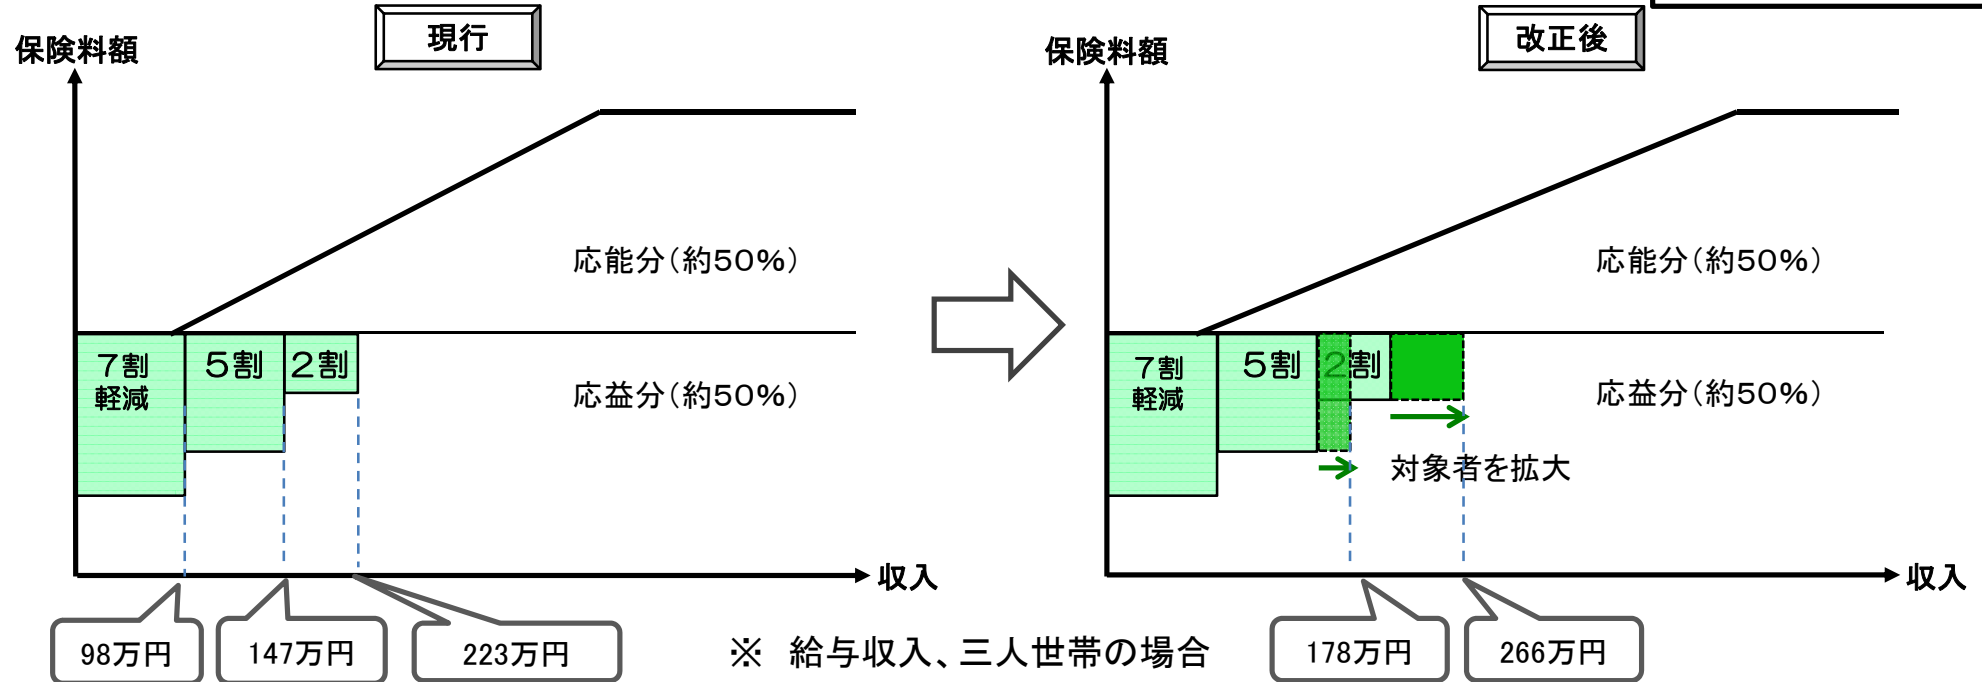 現行
保険料額
応能分（約50％）
7割
軽減
5割
2割
応益分（約50％）
収入
98万円
147万円
223万円
※　給与収入、三人世帯の場合
改正後
保険料額
応能分（約50％）
7割
軽減
5割
2割
応益分（約50％）
対象者を拡大
収入
178万円
266万円